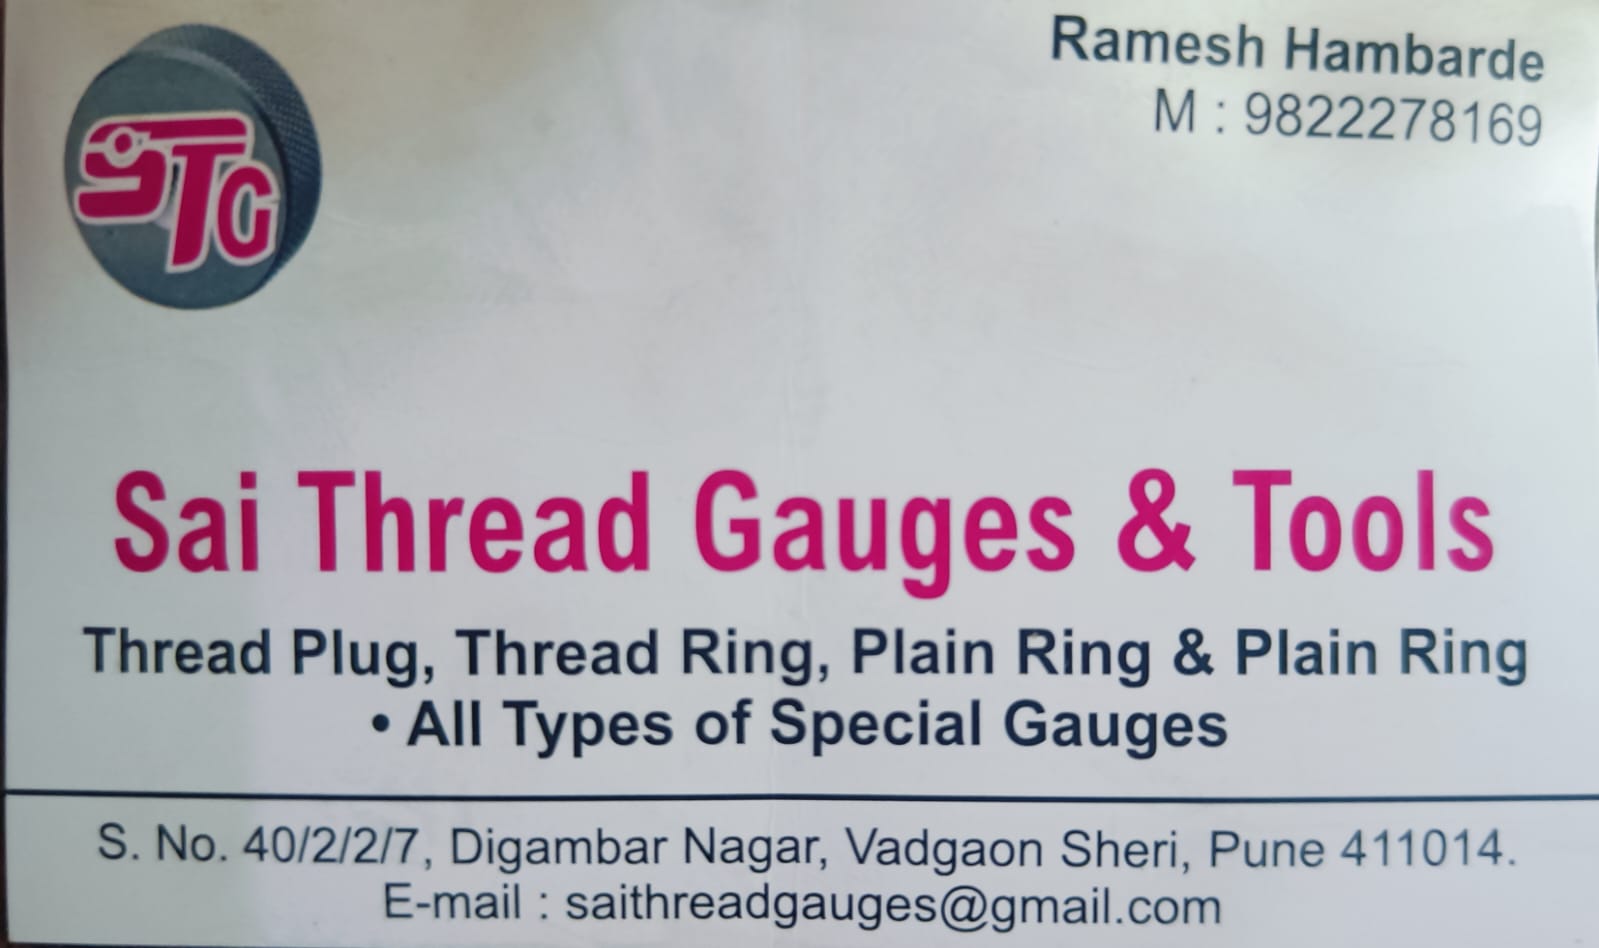 STG
Ramesh Hambarde
M : 9822278169
Sai Thread Gauges & Tools
Thread Plug, Thread Ring, Plain Ring & Plain Ring
• All Types of Special Gauges
S. No. 40/2/2/7, Digambar Nagar, Vadgaon Sheri, Pune 411014.
E-mail : saithreadgauges@gmail.com